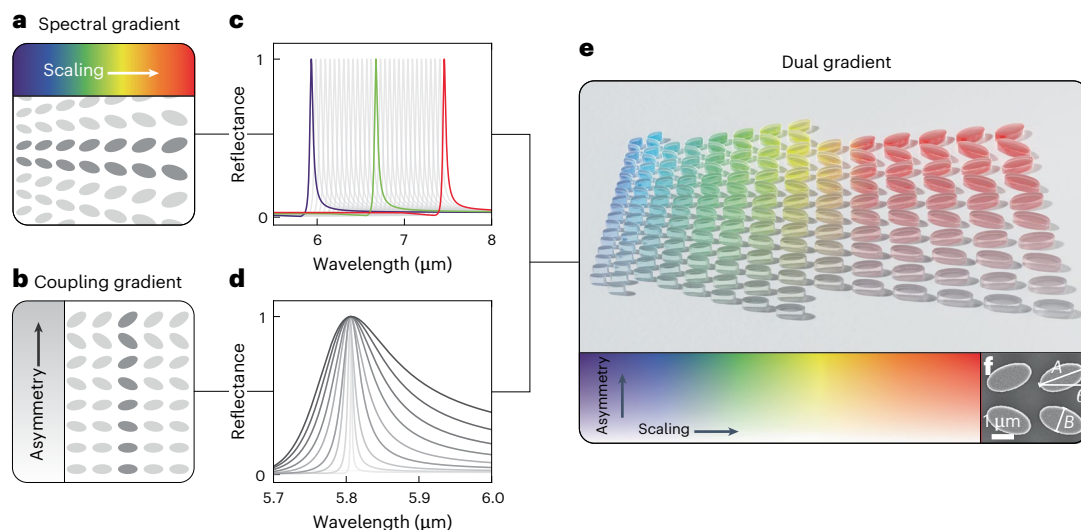 a Spectral gradient
Scaling
b Coupling gradient
Asymmetry
c
Reflectance
1
0
6 7 8
Wavelength (μm)
d
Reflectance
1
0
5.7 5.8 5.9 6.0
Wavelength (μm)
e
Dual gradient
Asymmetry
Scaling
f
A
B
1 μm